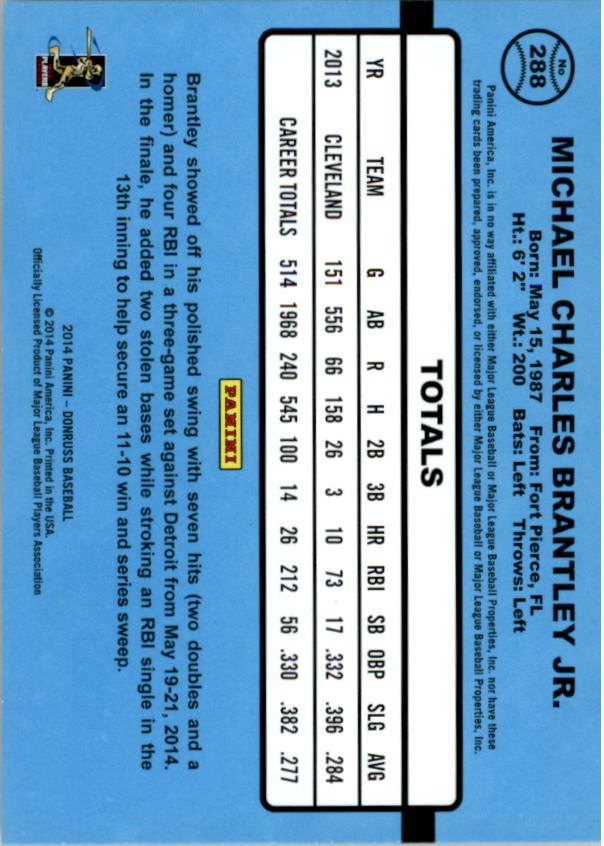 No
288
MICHAEL CHARLES BRANTLEY JR.
Born: May 15, 1987 From: Fort Pierce, FL
Ht.: 6' 2" Wt.: 200 Bats: Left Throws: Left
Panini America, Inc. is in no way affiliated with either Major League Baseball or Major League Baseball Properties, Inc. nor have these
trading cards been prepared, approved, endorsed, or licensed by either Major League Baseball or Major League Baseball Properties, Inc.
TOTALS
YR TEAM G AB R H 2B 3B HR RBI SB OBP SLG AVG
2013 CLEVELAND 151 556 66 158 26 3 10 73 17 .332 .396 .284
CAREER TOTALS 514 1968 240 545 100 14 26 212 56 .330 .382 .277
PANINI
Brantley showed off his polished swing with seven hits (two doubles and a
homer) and four RBI in a three-game set against Detroit from May 19-21, 2014.
In the finale, he added two stolen bases while stroking an RBI single in the
13th inning to help secure an 11-10 win and series sweep.
2014 PANINI - DONRUSS BASEBALL
© 2014 Panini America, Inc. Printed in the USA.
Officially Licensed Product of Major League Baseball Players Association
PLAYERS